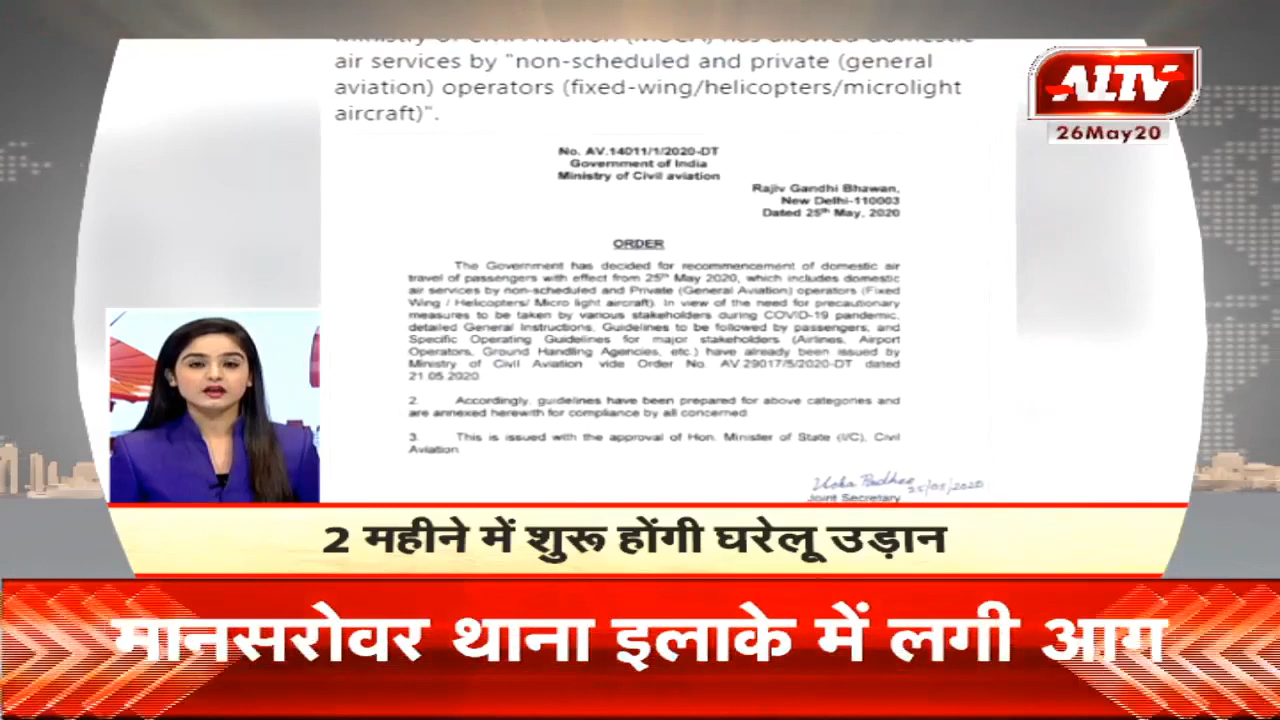 Ministry of Civil Aviation (MoCA) has allowed domestic
air services by "non-scheduled and private (general
aviation) operators (fixed-wing/helicopters/microlight
aircraft)".
ALTV
26May20
No. AV.14011/1/2020-DT
Government of India
Ministry of Civil aviation
Rajiv Gandhi Bhawan,
New Delhi-110003
Dated 25th May, 2020
ORDER
The Government has decided for recommencement of domestic air
travel of passengers with effect from 25th May 2020, which includes domestic
air services by non-scheduled and Private (General Aviation) operators (Fixed
Wing / Helicopters/ Micro light aircraft). In view of the need for precautionary
measures to be taken by various stakeholders during COVID-19 pandemic,
detailed General Instructions, Guidelines to be followed by passengers, and
Specific Operating Guidelines for major stakeholders (Airlines, Airport
Operators, Ground Handling Agencies, etc.) have already been issued by
Ministry of Civil Aviation vide Order No. AV.29017/5/2020-DT dated
21.05.2020.
2. Accordingly, guidelines have been prepared for above categories and
are annexed herewith for compliance by all concerned.
3. This is issued with the approval of Hon. Minister of State (I/C), Civil
Aviation
Usha Padhee
25/05/2020
Joint Secretary
2 महीने में शुरू होंगी घरेलू उड़ान
मानसरोवर थाना इलाके में लगी आग